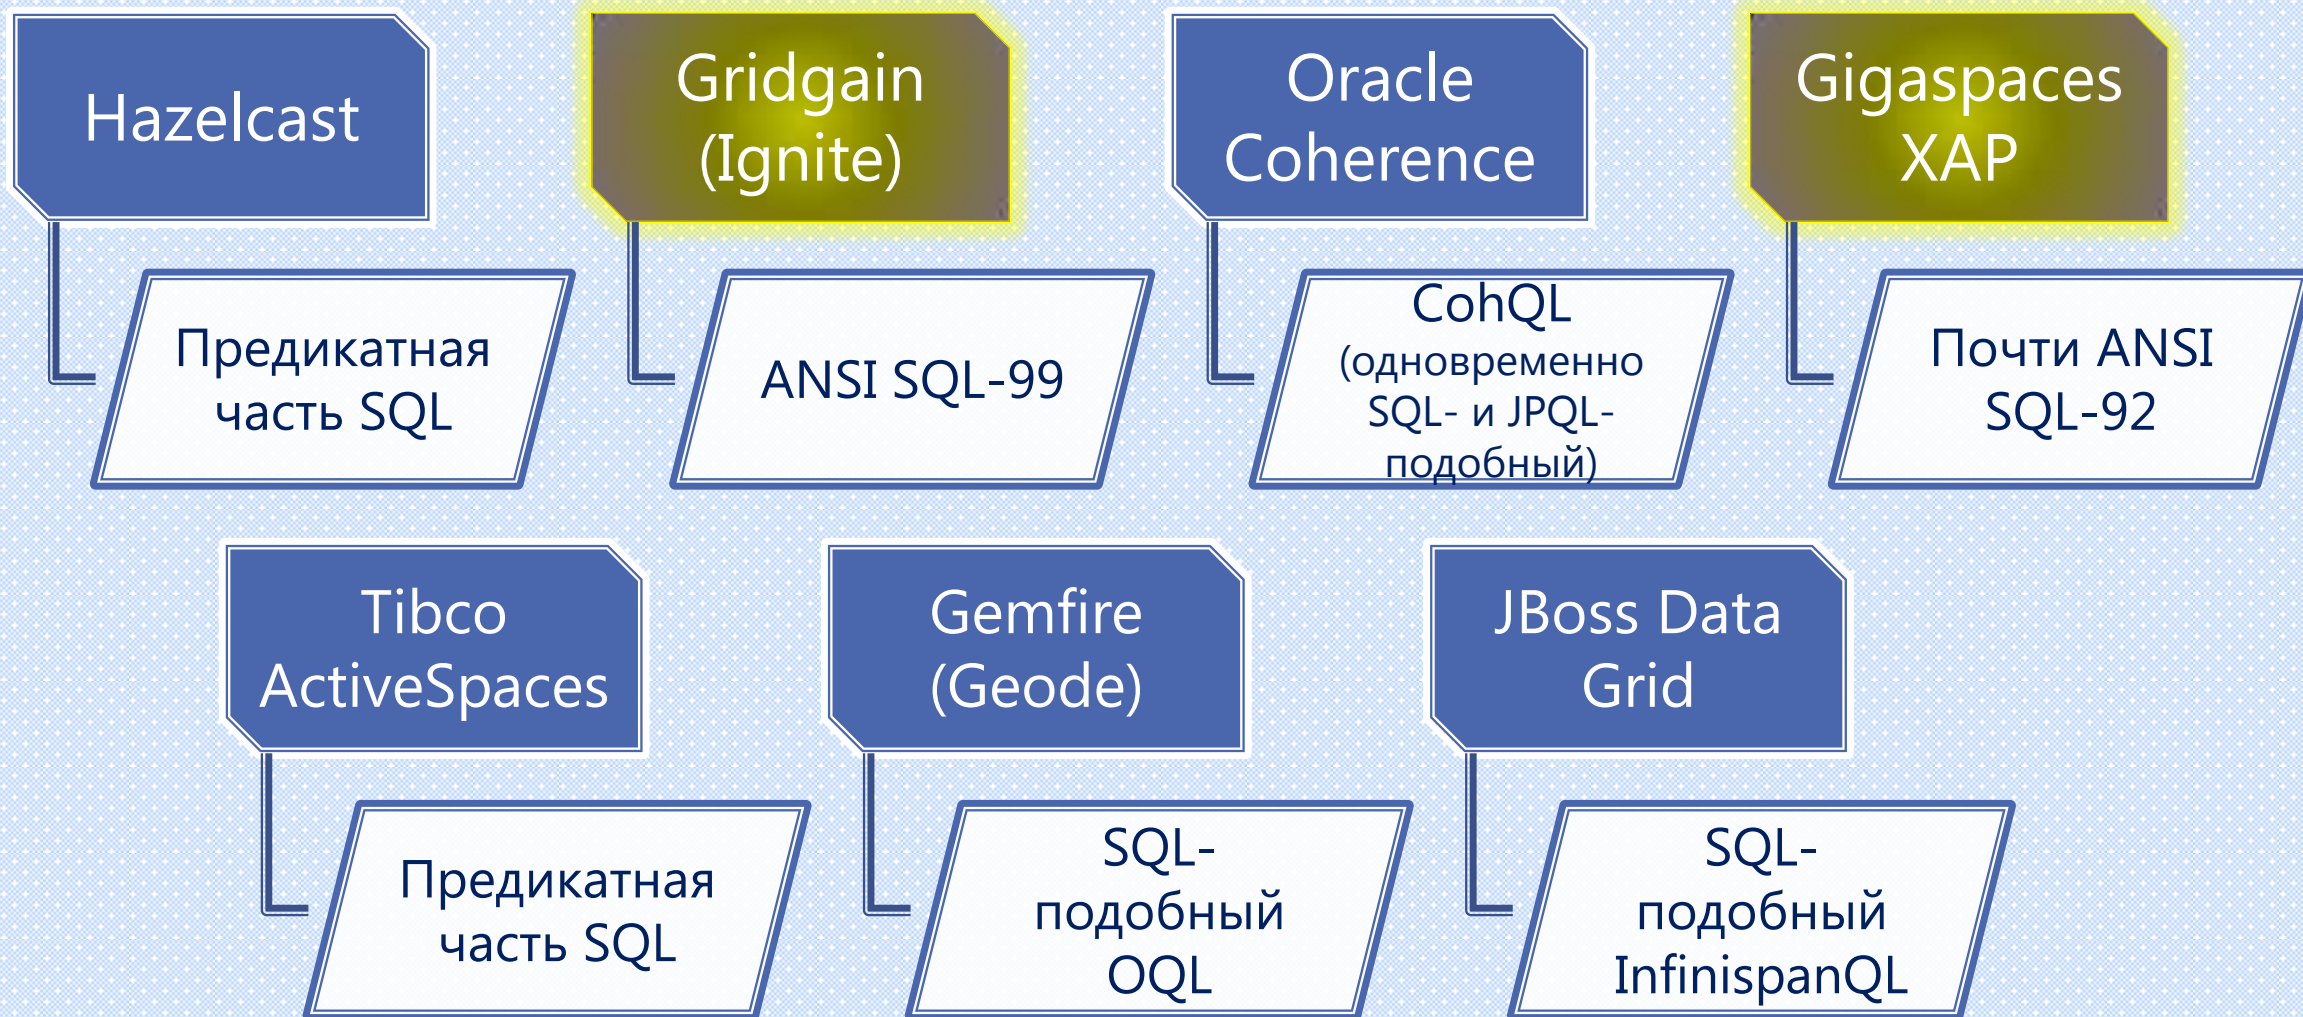 Hazelcast
Предикатная
часть SQL
Gridgain
(Ignite)
ANSI SQL-99
Oracle
Coherence
CohQL
(одновременно
SQL- и JPQL-
подобный)
Gigaspaces
XAP
Почти ANSI
SQL-92
Tibco
ActiveSpaces
Предикатная
часть SQL
Gemfire
(Geode)
SQL-
подобный
OQL
JBoss Data
Grid
SQL-
подобный
InfinispanQL